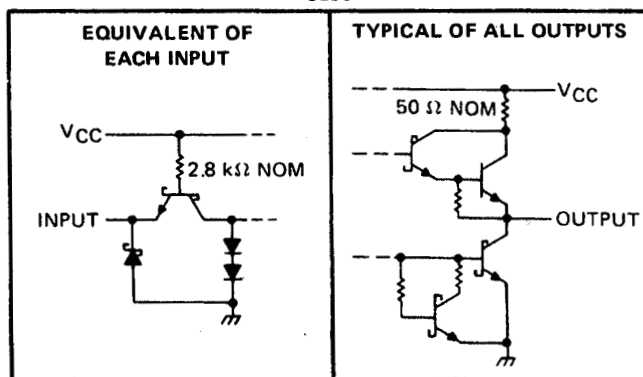 EQUIVALENT OF
EACH INPUT
VCC
2.8 kΩ NOM
INPUT
TYPICAL OF ALL OUTPUTS
VCC
50 Ω NOM
OUTPUT